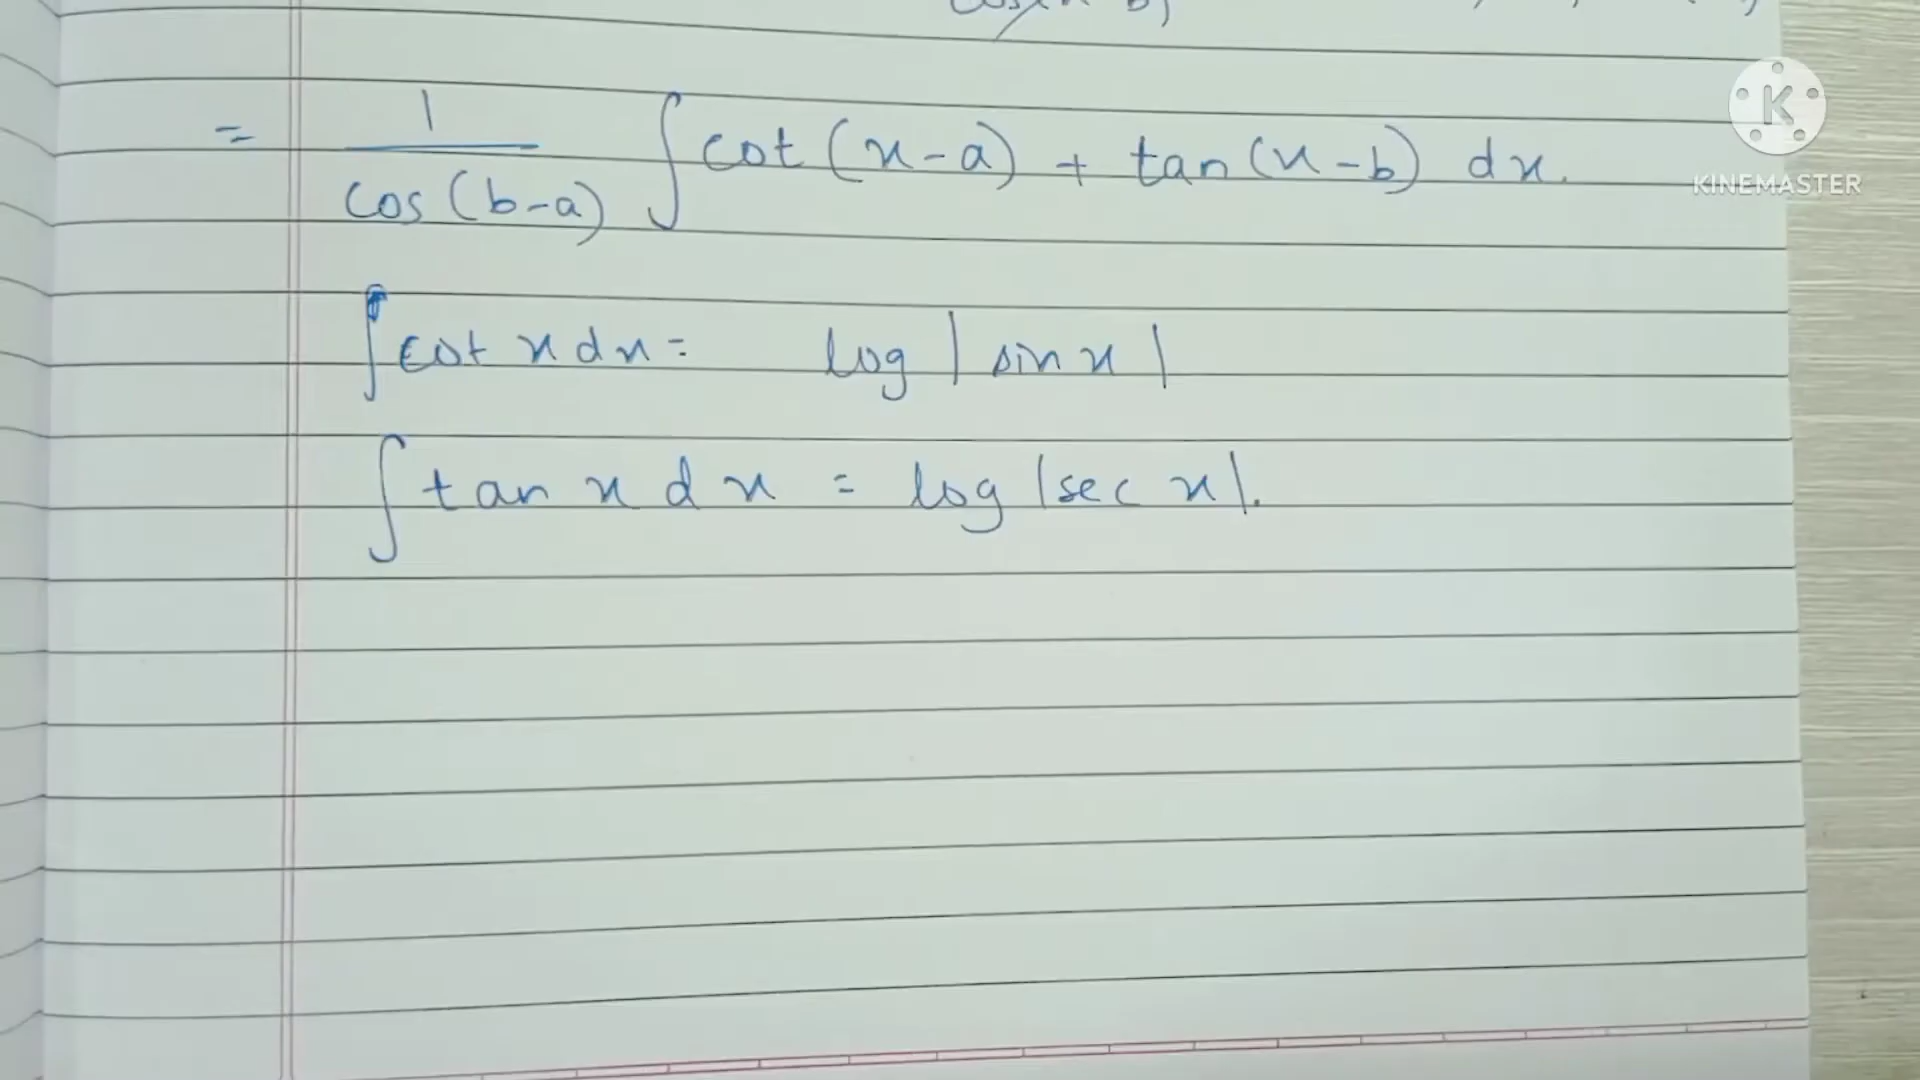 = 1/cos(b-a) ∫ cot(x-a) + tan(x-b) dx.
KINEMASTER
∫ cot x dx = log |sin x|
∫ tan x dx = log |sec x|.